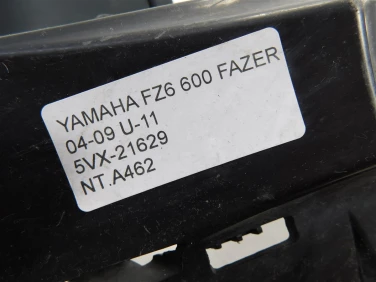 YAMAHA FZ6 600 FAZER
04-09 U-11
5VX-21629
NT.A462